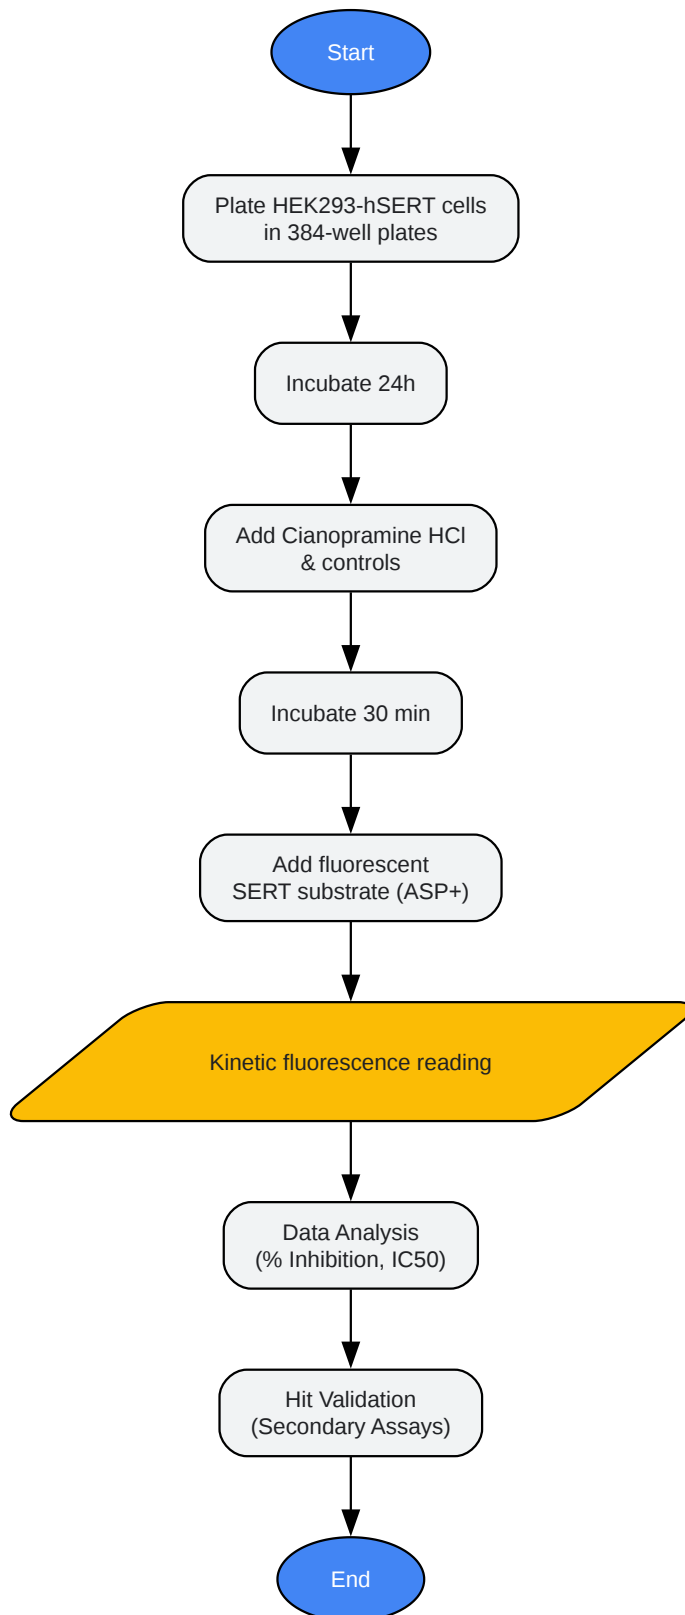 Start
Plate HEK293-hSERT cells
in 384-well plates
Incubate 24h
Add Cianopramine HCl
& controls
Incubate 30 min
Add fluorescent
SERT substrate (ASP+)
Kinetic fluorescence reading
Data Analysis
(% Inhibition, IC50)
Hit Validation
(Secondary Assays)
End